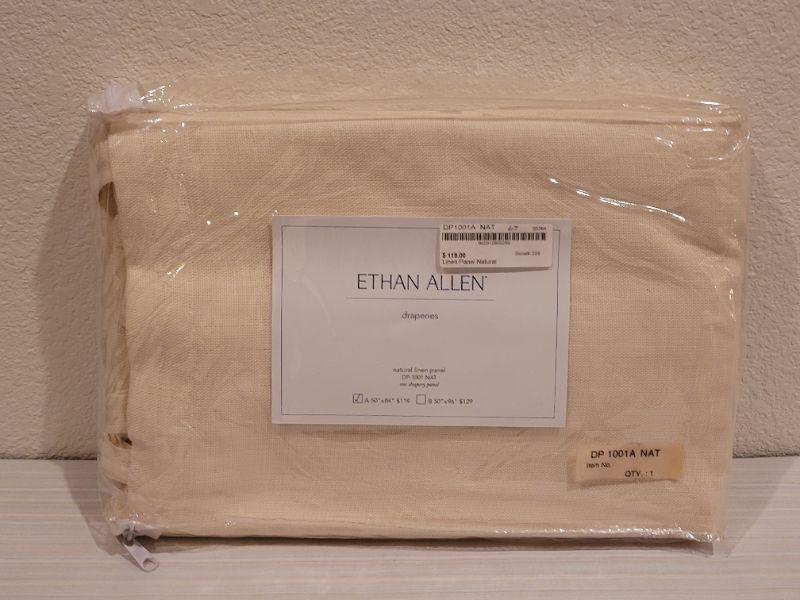 DP1001A NAT
$ 119.00
Linen Panel Natural
ETHAN ALLEN
draperies
natural linen panel
DP-1001 NAT
one drapery panel
A 50"x84" $119 B 50"x96" $129
DP 1001A NAT
Item No.
QTY. : 1